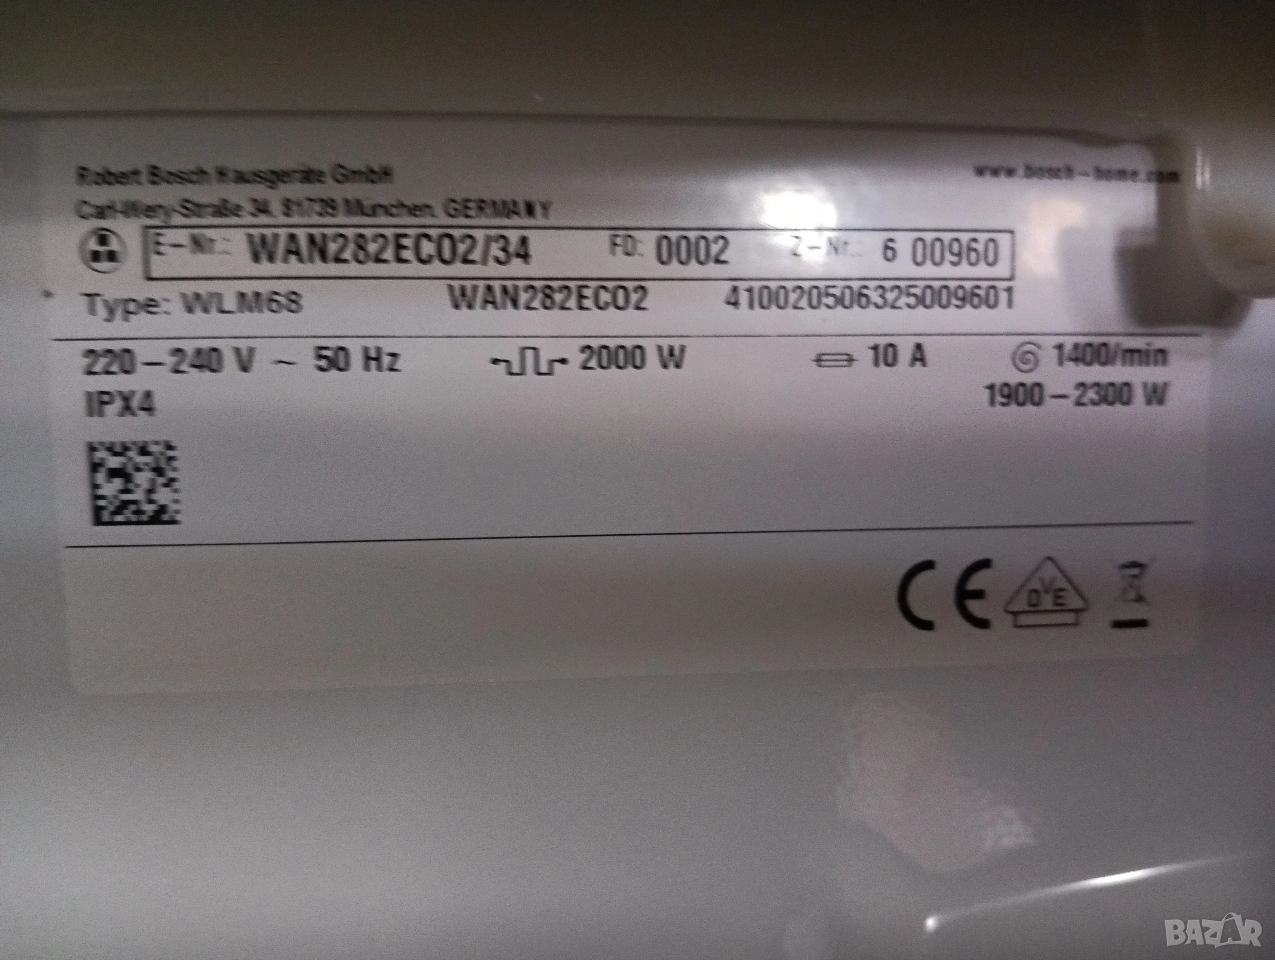 Robert Bosch Hausgeräte GmbH
www.bosch-home.com
Carl-Wery-Straße 34, 81739 München, GERMANY
E-Nr.: WAN282ECO2/34 FD: 0002 Z-Nr.: 6 00960
Type: WLM68 WAN282ECO2 410020506325009601
220-240 V ~ 50 Hz 2000 W 10 A 1400/min
IPX4 1900-2300 W
CE DVE
BAZAR